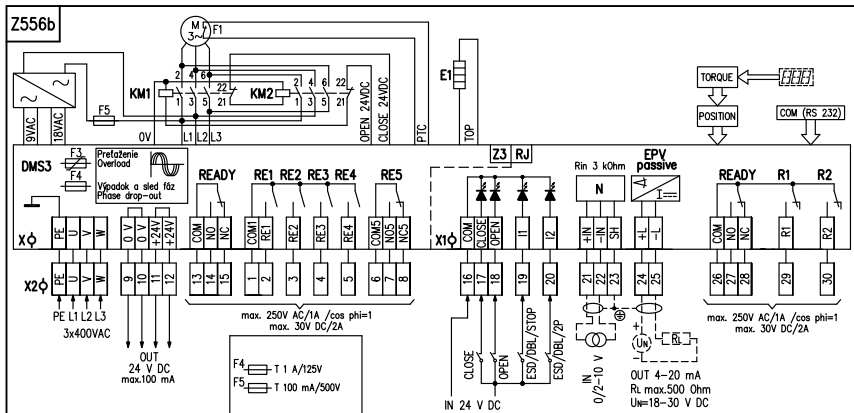 Z556b
M
3~
F1
2 4 6
22
2 4 6 22
KM1
1 3 5
21
KM2
1 3 5 21
F5
9VAC
18VAC
0V
L1 L2 L3
OPEN 24VDC
CLOSE 24VDC
PTC
E1
TOP
TORQUE
POSITION
COM (RS 232)
DMS3
F3
F4
Preťaženie
Overload
Výpadok a sled fáz
Phase drop-out
READY
RE1
RE2
RE3
RE4
RE5
Z3 RJ
Rin 3 kOhm
N
EPV
passive
I
READY
R1
R2
X
PE U V W
0 V
0 V
+24V
+24V
COM NO NC
COM1 RE1
RE2
RE3
RE4
RE5
COM5 NO5 NC5
X1
COM CLOSE OPEN
I1
I2
+IN -IN SH
+L -L
COM NO NC
R1
R2
X2
PE U V W
9 10 11 12
13 14 15
1 2 3 4 5
6 7 8
16 17 18 19 20
21 22 23
24 25
26 27 28
29
30
PE L1 L2 L3
3x400VAC
OUT
24 V DC
max.100 mA
max. 250V AC/1A /cos phi=1
max. 30V DC/2A
F4
T 1 A/125V
F5
T 100 mA/500V
CLOSE
OPEN
ESD/DBL/STOP
ESD/DBL/2P
IN 24 V DC
IN
0/2-10 V
+
UN
RL
OUT 4-20 mA
RL max.500 Ohm
UN=18-30 V DC
max. 250V AC/1A /cos phi=1
max. 30V DC/2A